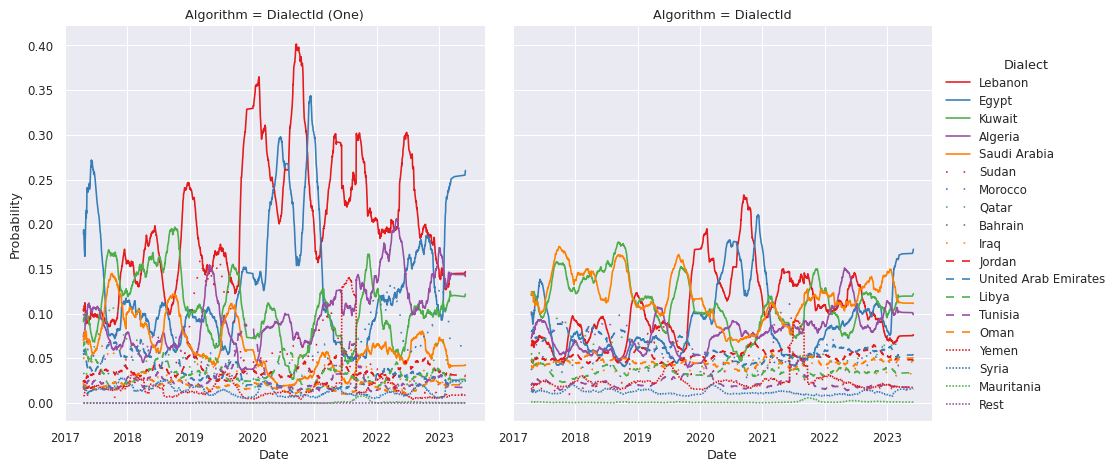 Algorithm = DialectId (One)
Algorithm = DialectId
Probability
0.40
0.35
0.30
0.25
0.20
0.15
0.10
0.05
0.00
2017 2018 2019 2020 2021 2022 2023
Date
2017 2018 2019 2020 2021 2022 2023
Date
Dialect
Lebanon
Egypt
Kuwait
Algeria
Saudi Arabia
Sudan
Morocco
Qatar
Bahrain
Iraq
Jordan
United Arab Emirates
Libya
Tunisia
Oman
Yemen
Syria
Mauritania
Rest